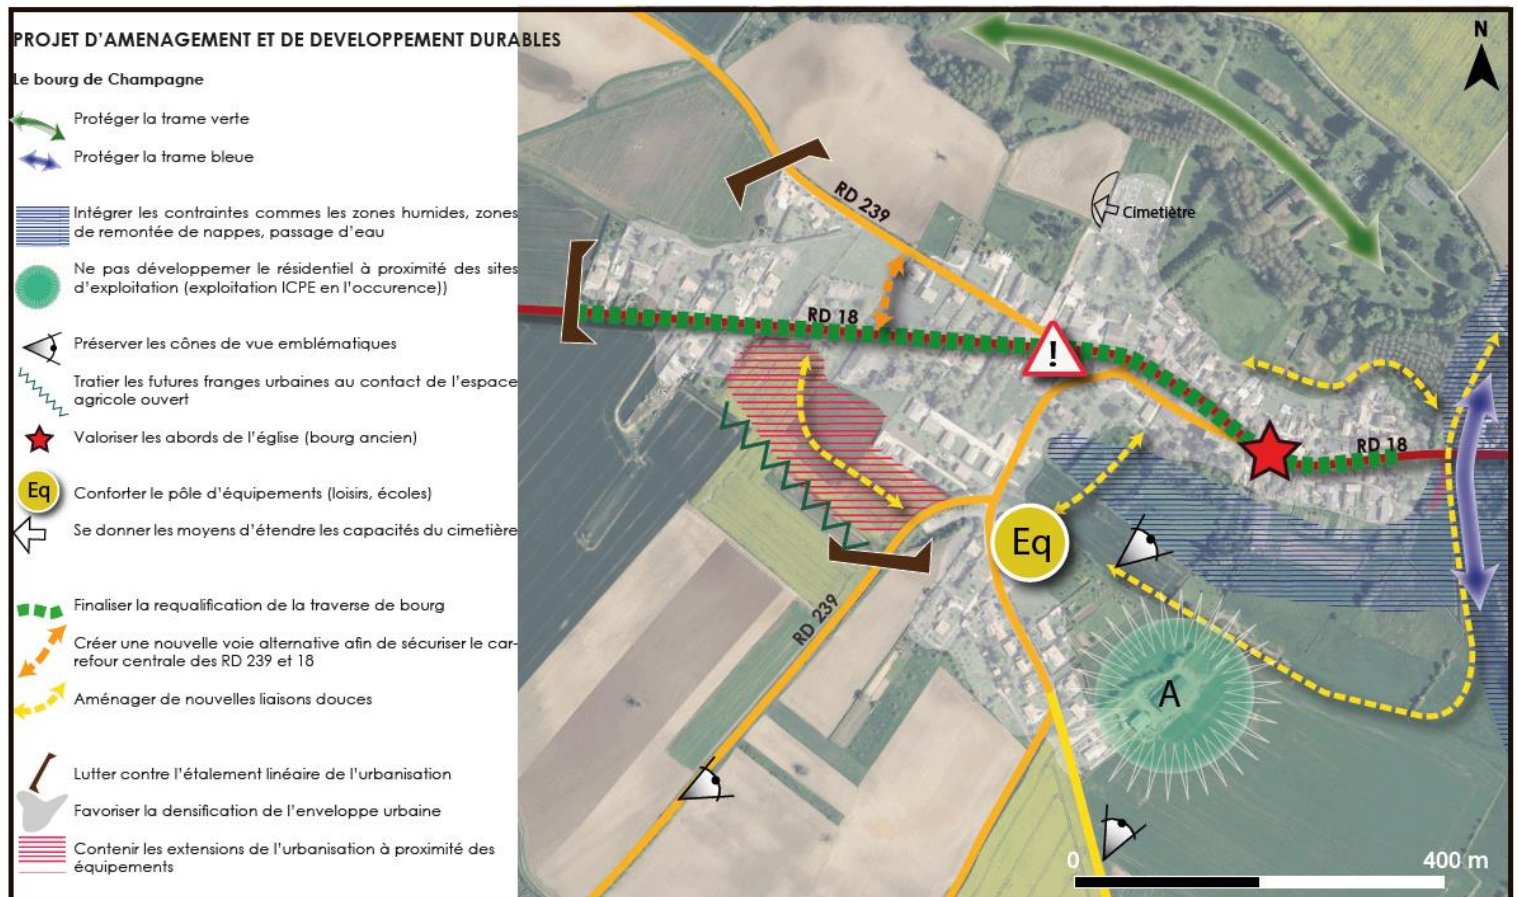 PROJET D'AMENAGEMENT ET DE DEVELOPPEMENT DURABLES
Le bourg de Champagne
Protéger la trame verte
Protéger la trame bleue
Intégrer les contraintes comme les zones humides, zones
de remontée de nappes, passage d'eau
Ne pas développemer le résidentiel à proximité des sites
d'exploitation (exploitation ICPE en l'occurence))
Préserver les cônes de vue emblématiques
Tratier les futures franges urbaines au contact de l'espace
agricole ouvert
Valoriser les abords de l'église (bourg ancien)
Eq
Conforter le pôle d'équipements (loisirs, écoles)
Se donner les moyens d'étendre les capacités du cimetière
Finaliser la requalification de la traverse de bourg
Créer une nouvelle voie alternative afin de sécuriser le car-
refour centrale des RD 239 et 18
Aménager de nouvelles liaisons douces
Lutter contre l'étalement linéaire de l'urbanisation
Favoriser la densification de l'enveloppe urbaine
Contenir les extensions de l'urbanisation à proximité des
équipements
N
RD 239
Cimetiètre
RD 18
!
RD 18
Eq
RD 239
A
0
400 m